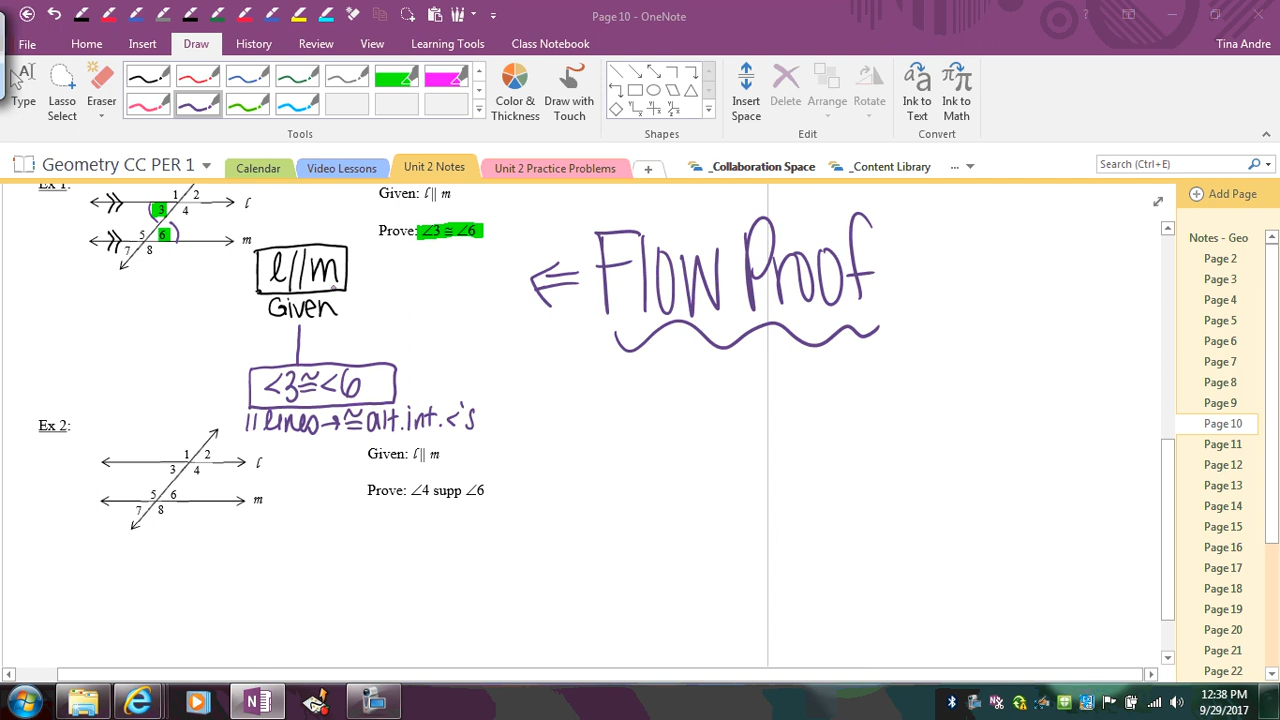 Page 10 - OneNote
?
File
Home
Insert
Draw
History
Review
View
Learning Tools
Class Notebook
Tina Andre
Type
Lasso Select
Eraser
Color & Thickness
Draw with Touch
Insert Space
Delete
Arrange
Rotate
Ink to Text
Ink to Math
Tools
Shapes
Edit
Convert
Geometry CC PER 1
Calendar
Video Lessons
Unit 2 Notes
Unit 2 Practice Problems
_Collaboration Space
_Content Library
...
Search (Ctrl+E)
Add Page
Notes - Geo
Page 2
Page 3
Page 4
Page 5
Page 6
Page 7
Page 8
Page 9
Page 10
Page 11
Page 12
Page 13
Page 14
Page 15
Page 16
Page 17
Page 18
Page 19
Page 20
Page 21
Page 22
Ex 1:
1 2
3 4
l
5 6
7 8
m
Given: l ∥ m
Prove: ∠3 ≅ ∠6
l//m
Given
<3≅<6
|| lines → ≅ alt. int. <'s
⇐ Flow Proof
Ex 2:
1 2
3 4
l
5 6
7 8
m
Given: l ∥ m
Prove: ∠4 supp ∠6
12:38 PM
9/29/2017